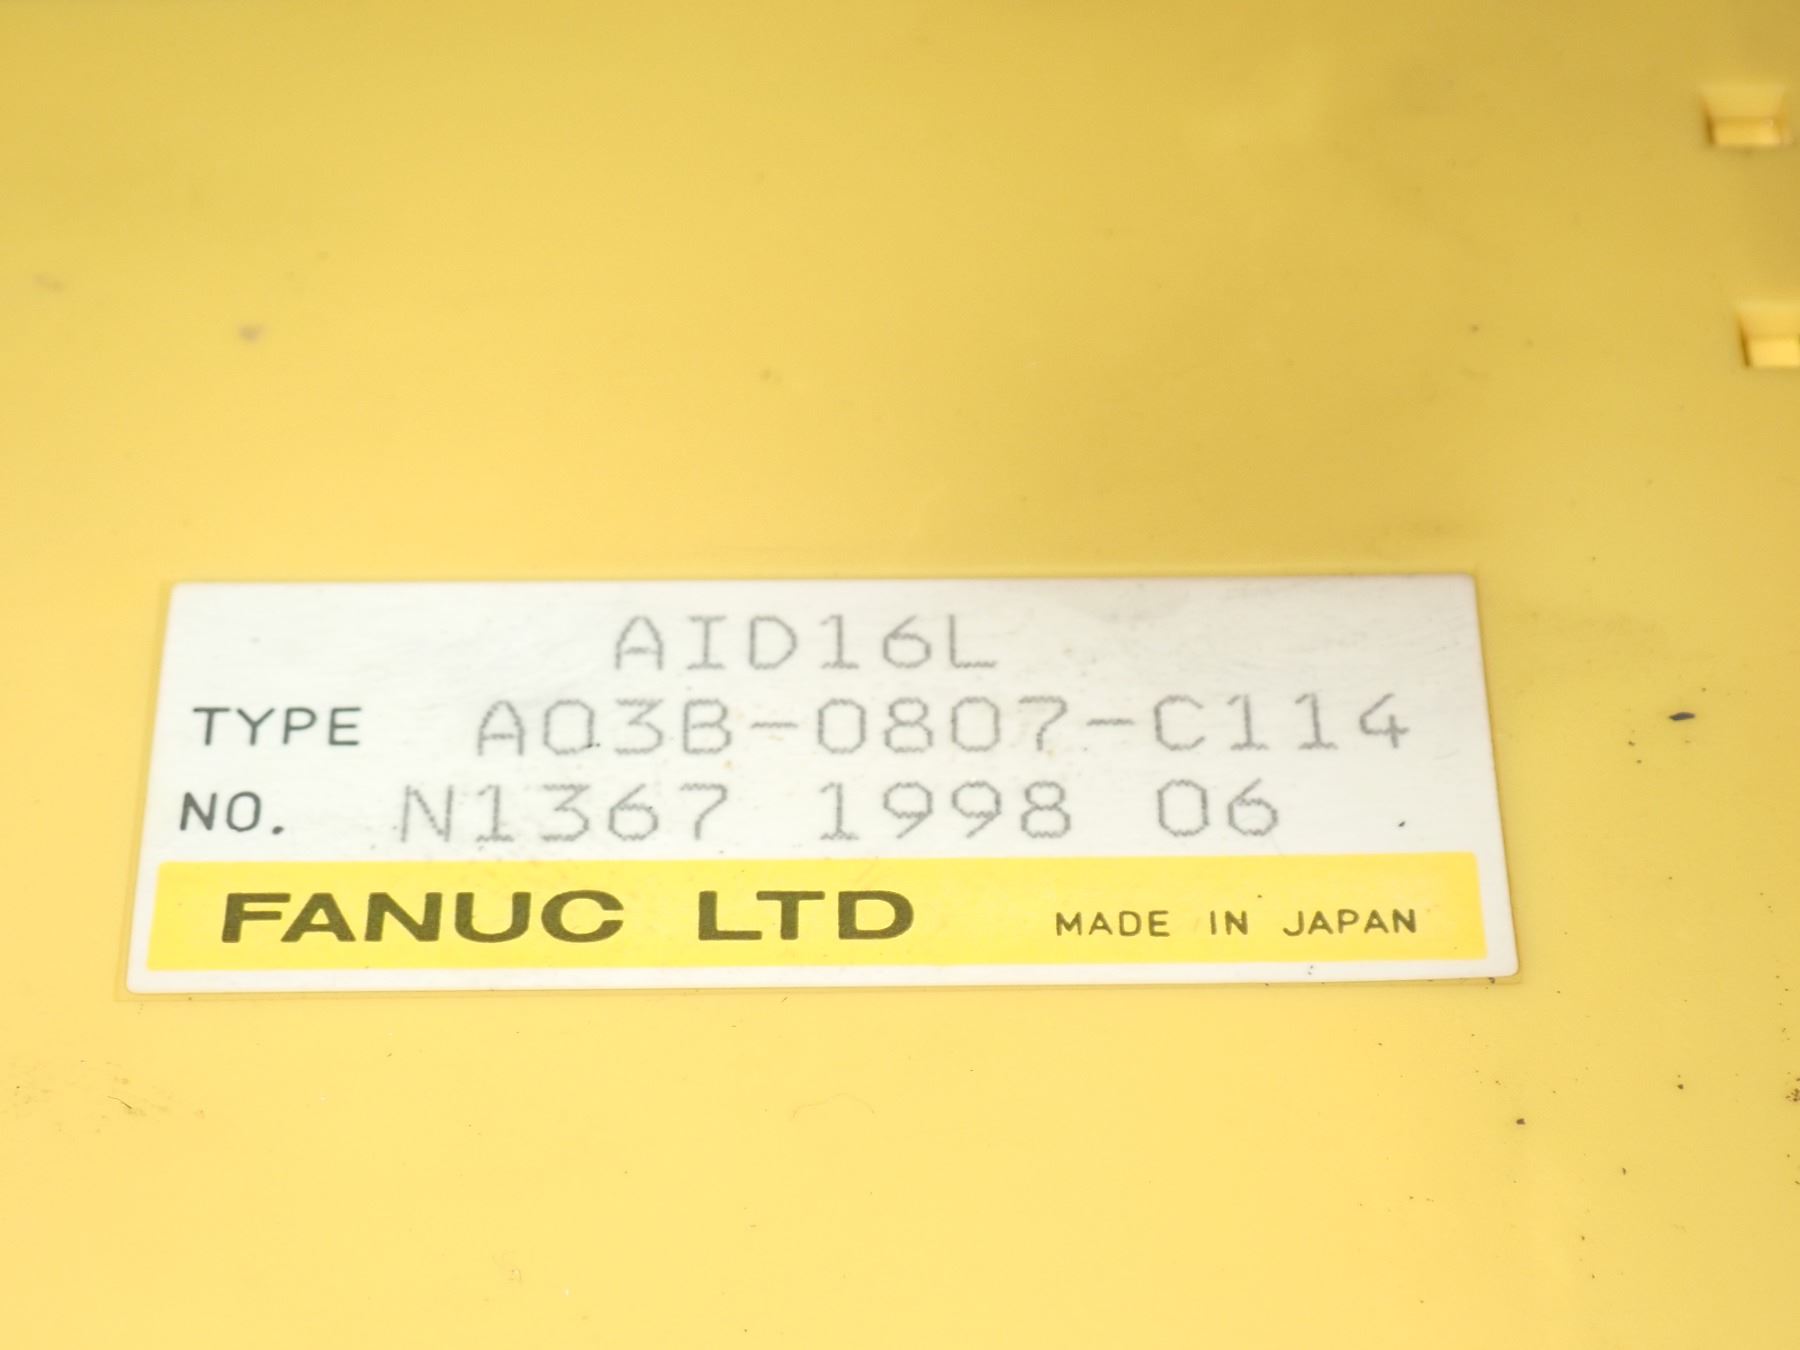 AID16L
TYPE A03B-0807-C114
NO. N1367 1998 06
FANUC LTD MADE IN JAPAN